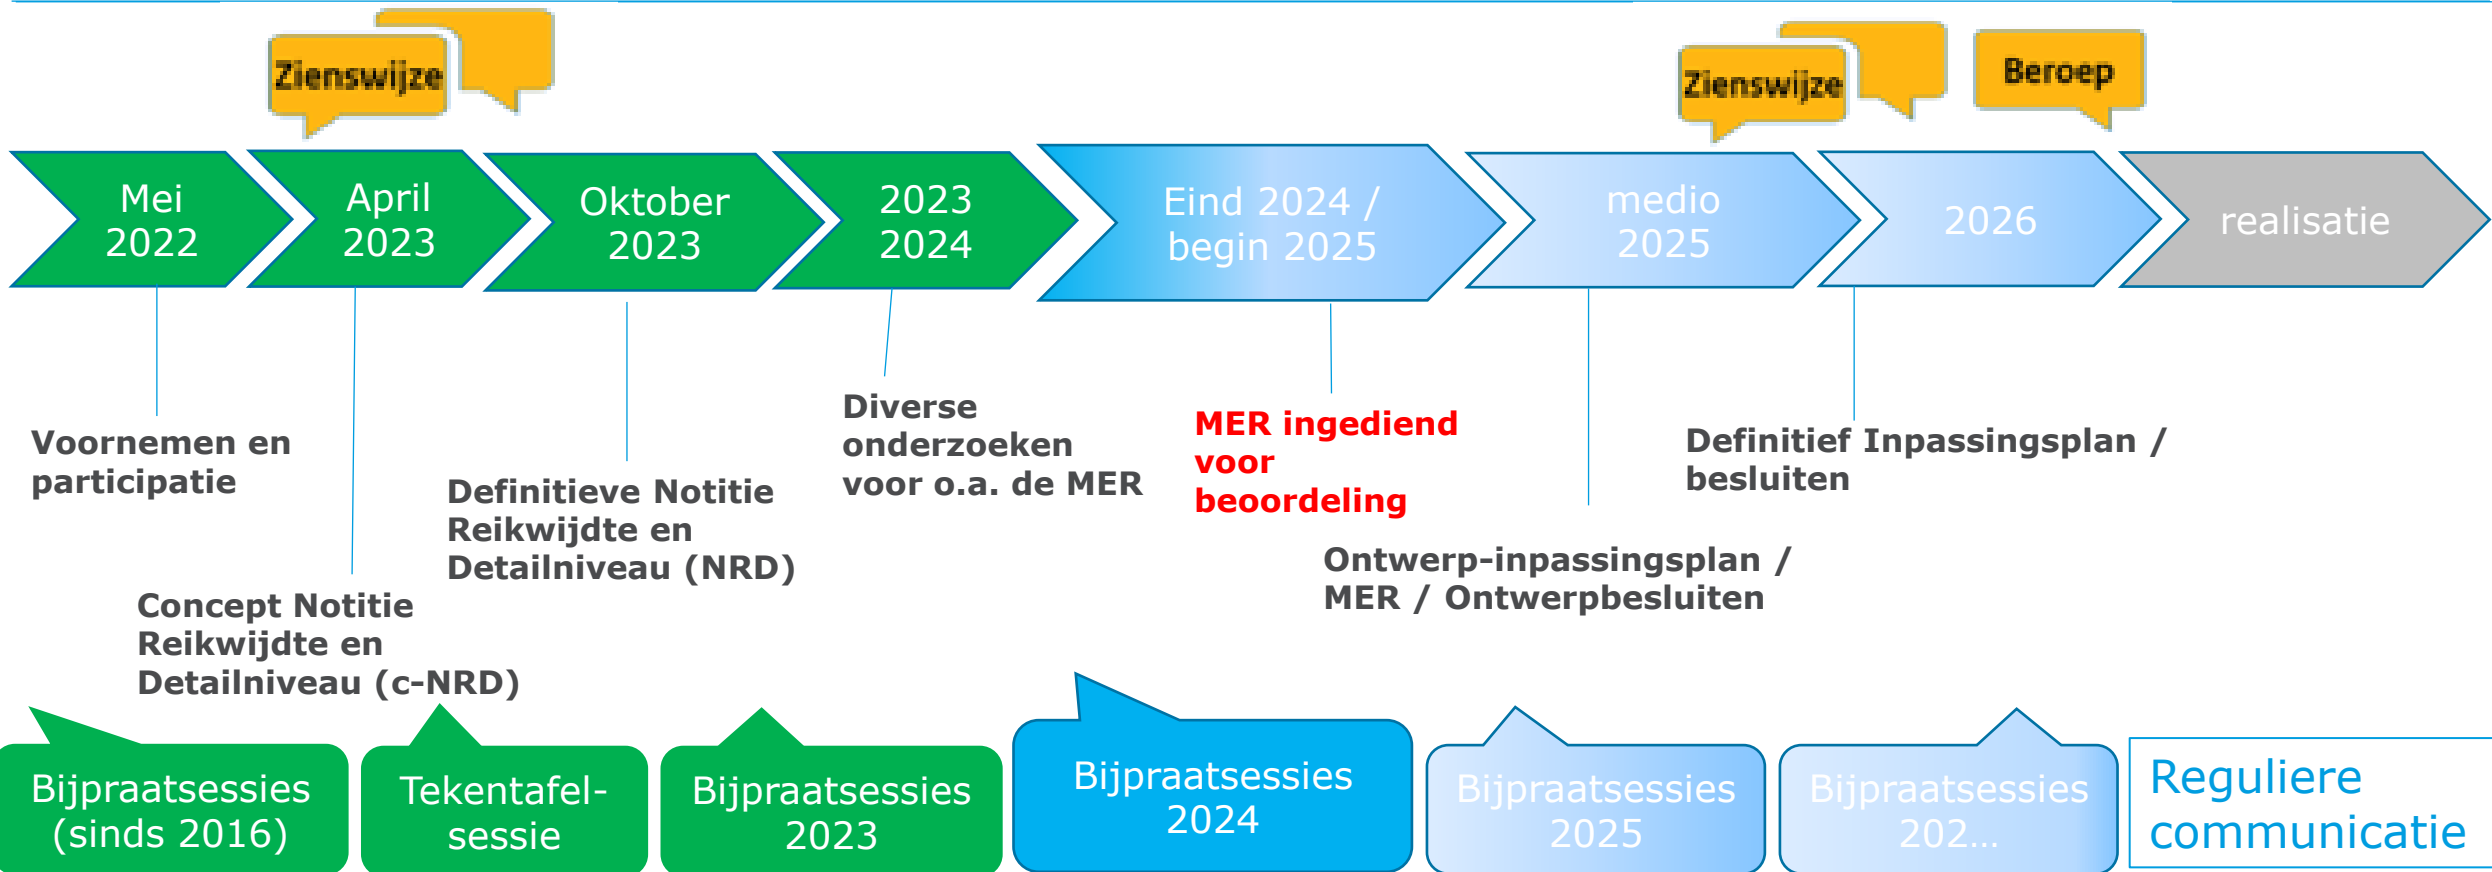 Zienswijze
Zienswijze
Beroep
Mei
2022
April
2023
Oktober
2023
2023
2024
Eind 2024 /
begin 2025
medio
2025
2026
realisatie
Voornemen en
participatie
Concept Notitie
Reikwijdte en
Detailniveau (c-NRD)
Definitieve Notitie
Reikwijdte en
Detailniveau (NRD)
Diverse
onderzoeken
voor o.a. de MER
MER ingediend
voor
beoordeling
Ontwerp-inpassingsplan /
MER / Ontwerpbesluiten
Definitief Inpassingsplan /
besluiten
Bijpraatsessies
(sinds 2016)
Tekentafel-
sessie
Bijpraatsessies
2023
Bijpraatsessies
2024
Bijpraatsessies
2025
Bijpraatsessies
202...
Reguliere
communicatie